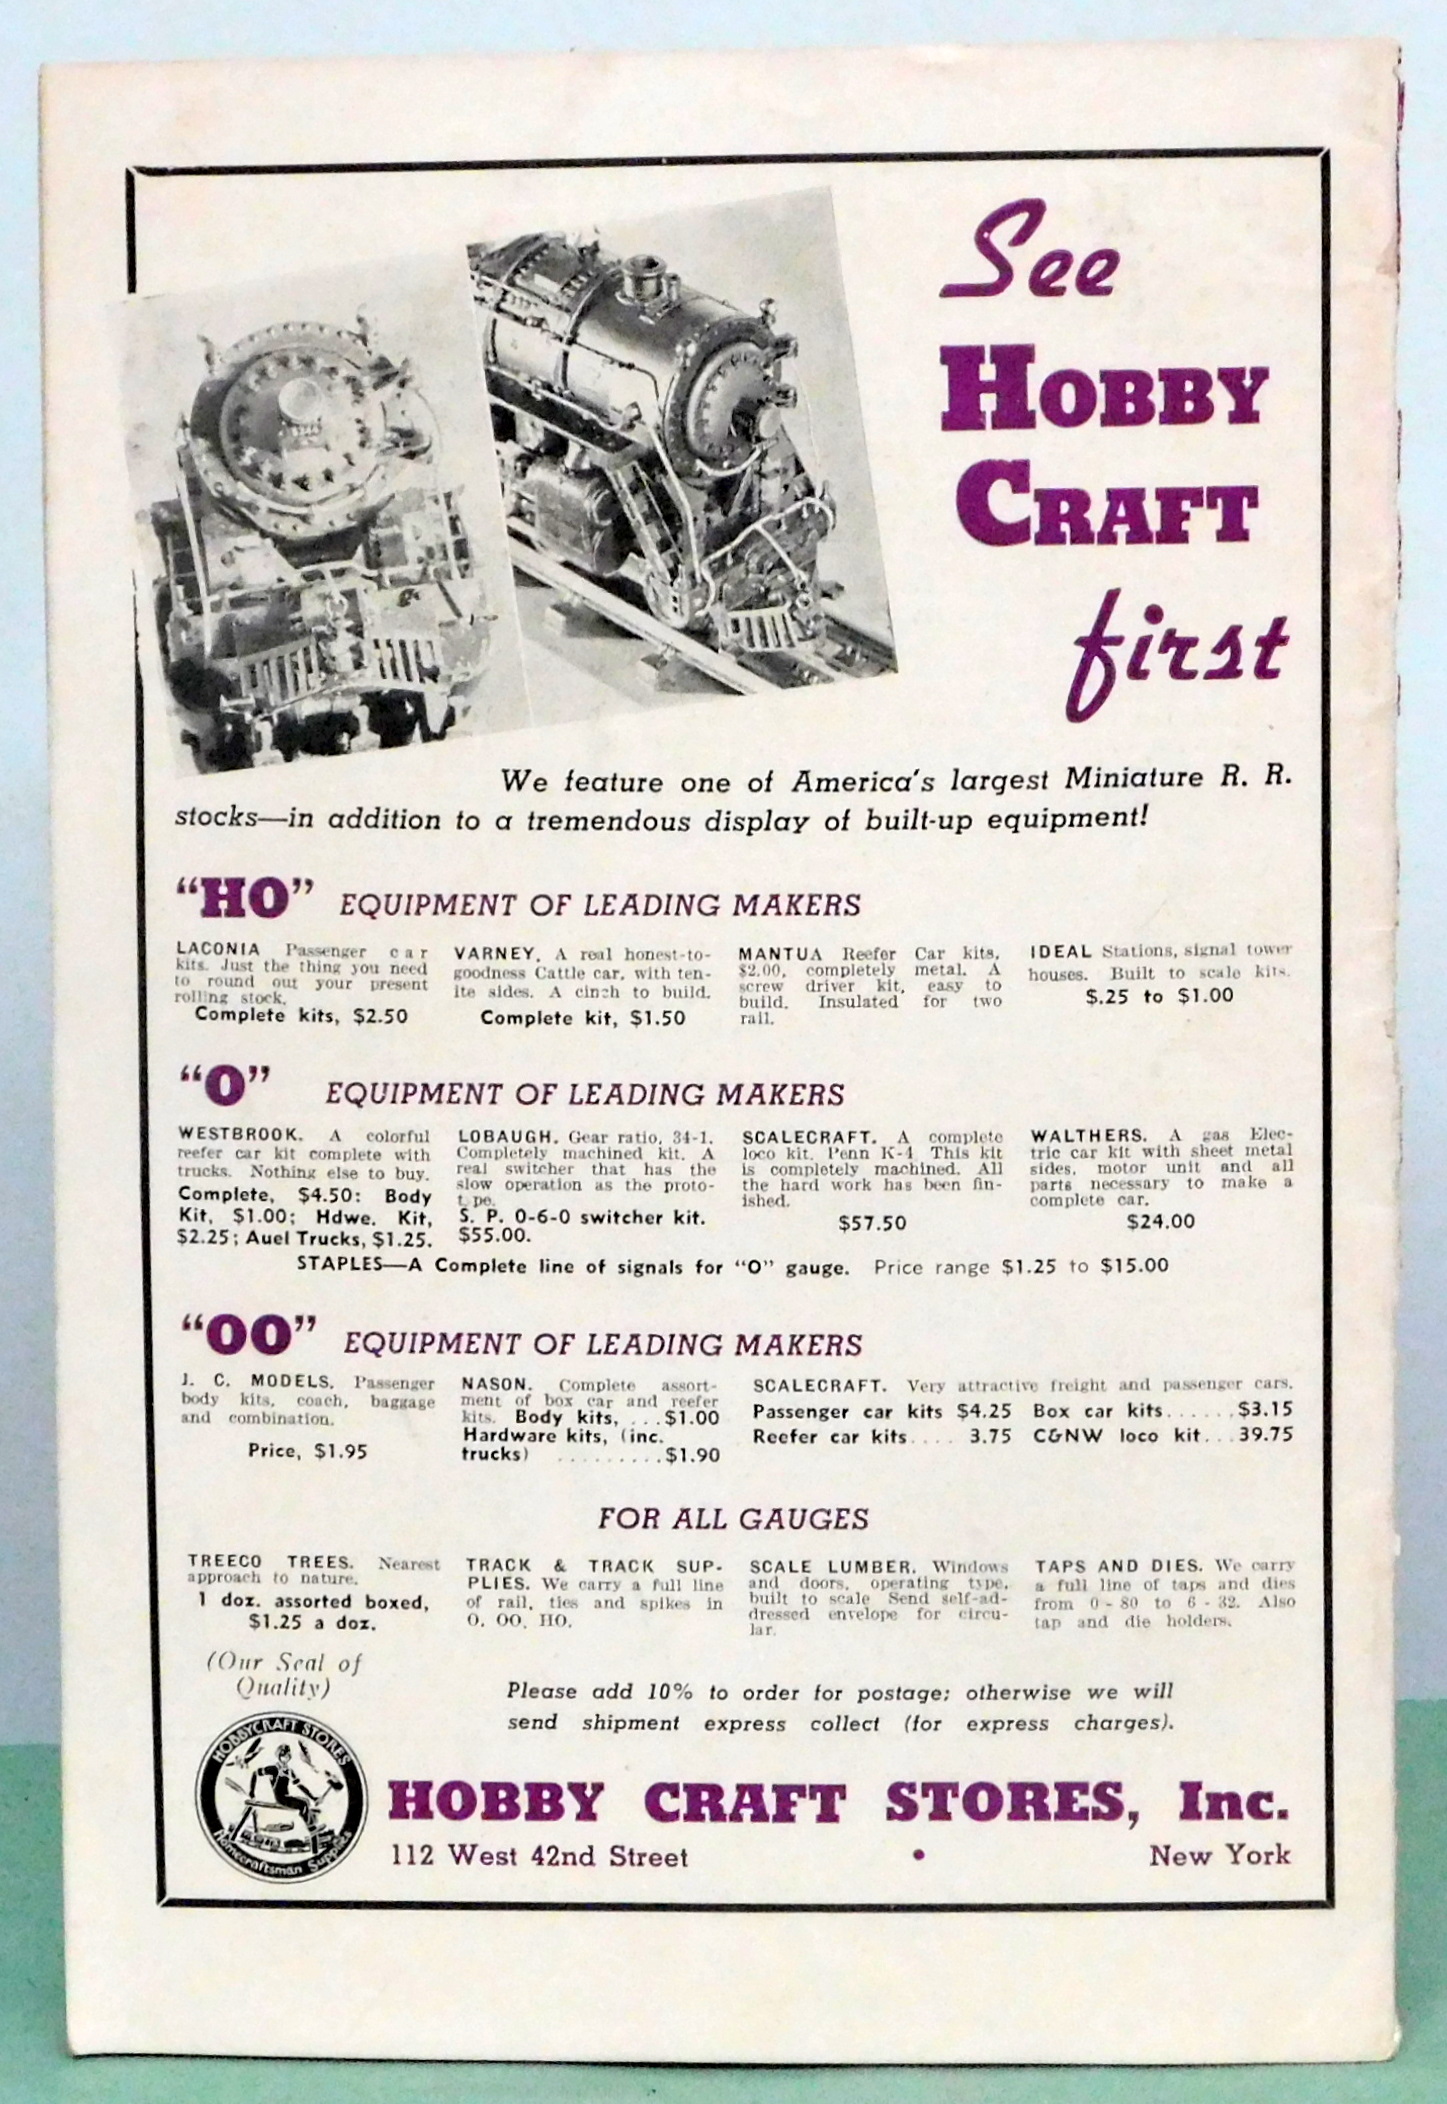 See
HOBBY
CRAFT
first
We feature one of America's largest Miniature R. R.
stocks—in addition to a tremendous display of built-up equipment!
"HO" EQUIPMENT OF LEADING MAKERS
LACONIA Passenger car
kits. Just the thing you need
to round out your present
rolling stock.
Complete kits, $2.50
VARNEY. A real honest-to-
goodness Cattle car, with ten-
ite sides. A cinch to build.
Complete kit, $1.50
MANTUA Reefer Car kits,
$2.00, completely metal. A
screw driver kit, easy to
build. Insulated for two
rail.
IDEAL Stations, signal tower
houses. Built to scale kits.
$.25 to $1.00
"O" EQUIPMENT OF LEADING MAKERS
WESTBROOK. A colorful
reefer car kit complete with
trucks. Nothing else to buy.
Complete, $4.50: Body
Kit, $1.00; Hdwe. Kit,
$2.25; Auel Trucks, $1.25.
LOBAUGH. Gear ratio, 34-1.
Completely machined kit. A
real switcher that has the
slow operation as the proto-
t pe.
S. P. 0-6-0 switcher kit.
$55.00.
SCALECRAFT. A complete
loco kit. Penn K-4 This kit
is completely machined. All
the hard work has been fin-
ished.
$57.50
WALTHERS. A gas Elec-
tric car kit with sheet metal
sides, motor unit and all
parts necessary to make a
complete car.
$24.00
STAPLES—A Complete line of signals for "O" gauge. Price range $1.25 to $15.00
"OO" EQUIPMENT OF LEADING MAKERS
J. C. MODELS. Passenger
body kits, coach, baggage
and combination.
Price, $1.95
NASON. Complete assort-
ment of box car and reefer
kits. Body kits, ...$1.00
Hardware kits, (inc.
trucks) .........$1.90
SCALECRAFT. Very attractive freight and passenger cars.
Passenger car kits $4.25 Box car kits......$3.15
Reefer car kits.... 3.75 C&NW loco kit...39.75
FOR ALL GAUGES
TREECO TREES. Nearest
approach to nature.
1 doz. assorted boxed,
$1.25 a doz.
TRACK & TRACK SUP-
PLIES. We carry a full line
of rail, ties and spikes in
O, OO, HO.
SCALE LUMBER. Windows
and doors, operating type,
built to scale Send self-ad-
dressed envelope for circu-
lar.
TAPS AND DIES. We carry
a full line of taps and dies
from 0 - 80 to 6 - 32. Also
tap and die holders.
(Our Seal of
Quality)
Please add 10% to order for postage; otherwise we will
send shipment express collect (for express charges).
HOBBYCRAFT STORES
Homecraftsman Supplies
HOBBY CRAFT STORES, Inc.
112 West 42nd Street • New York